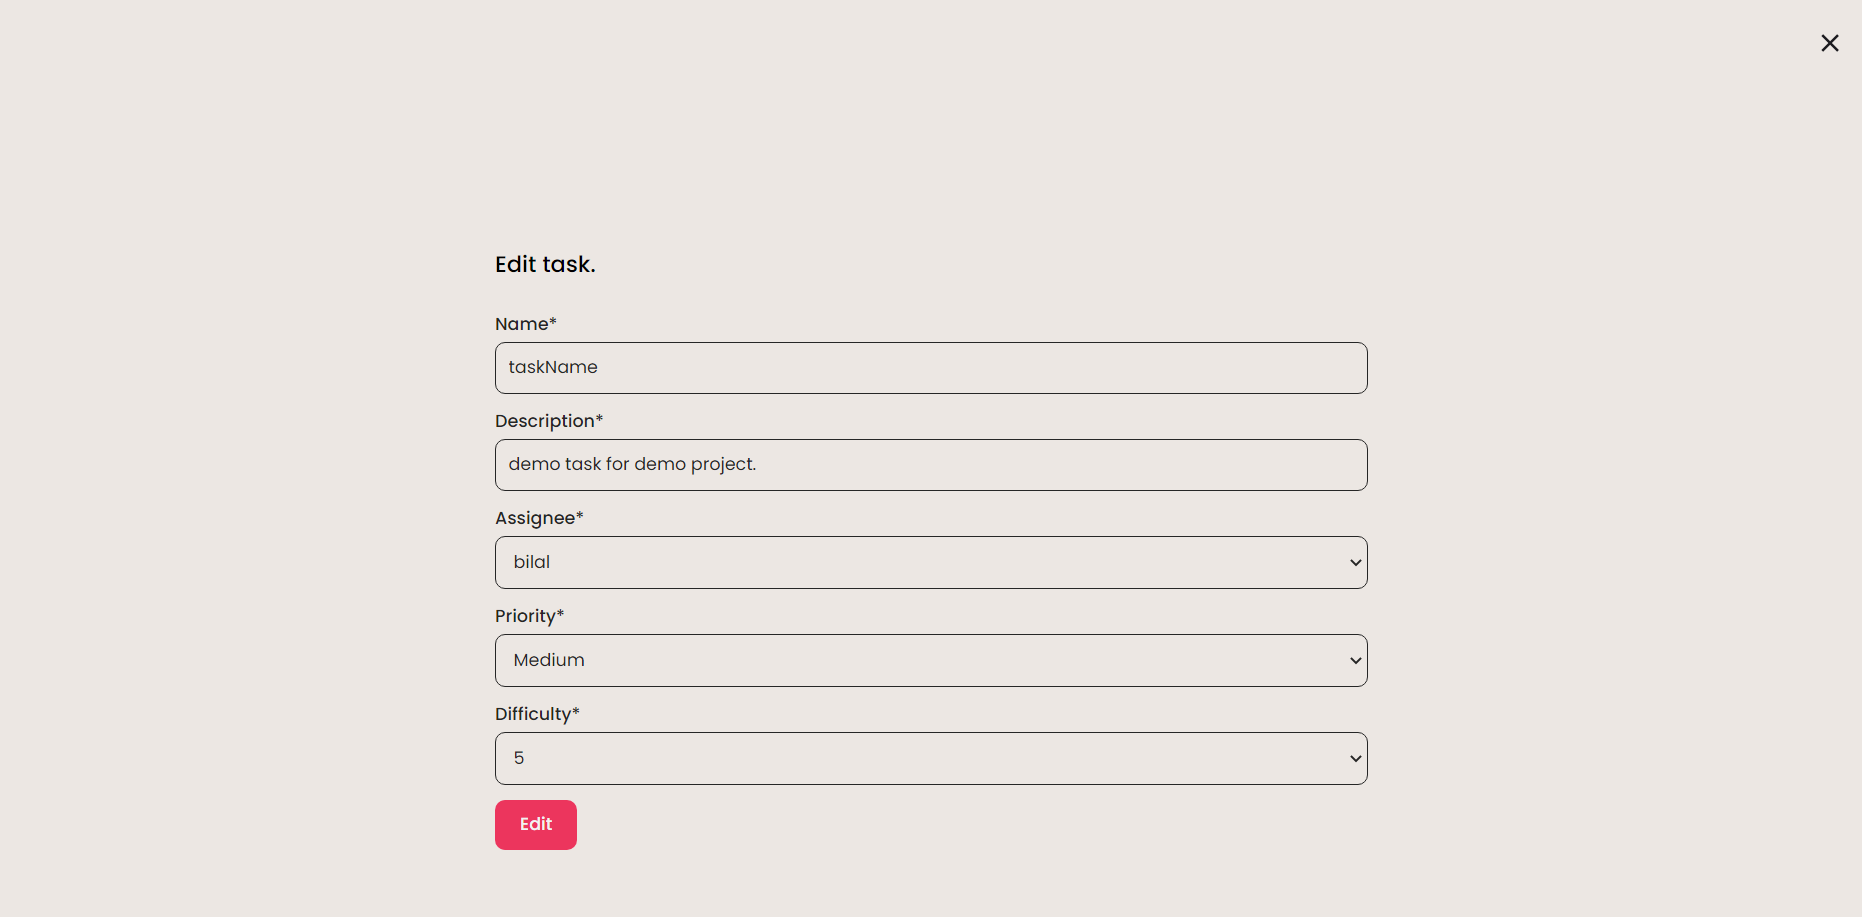 Edit task.
Name*
taskName
Description*
demo task for demo project.
Assignee*
bilal
Priority*
Medium
Difficulty*
5
Edit